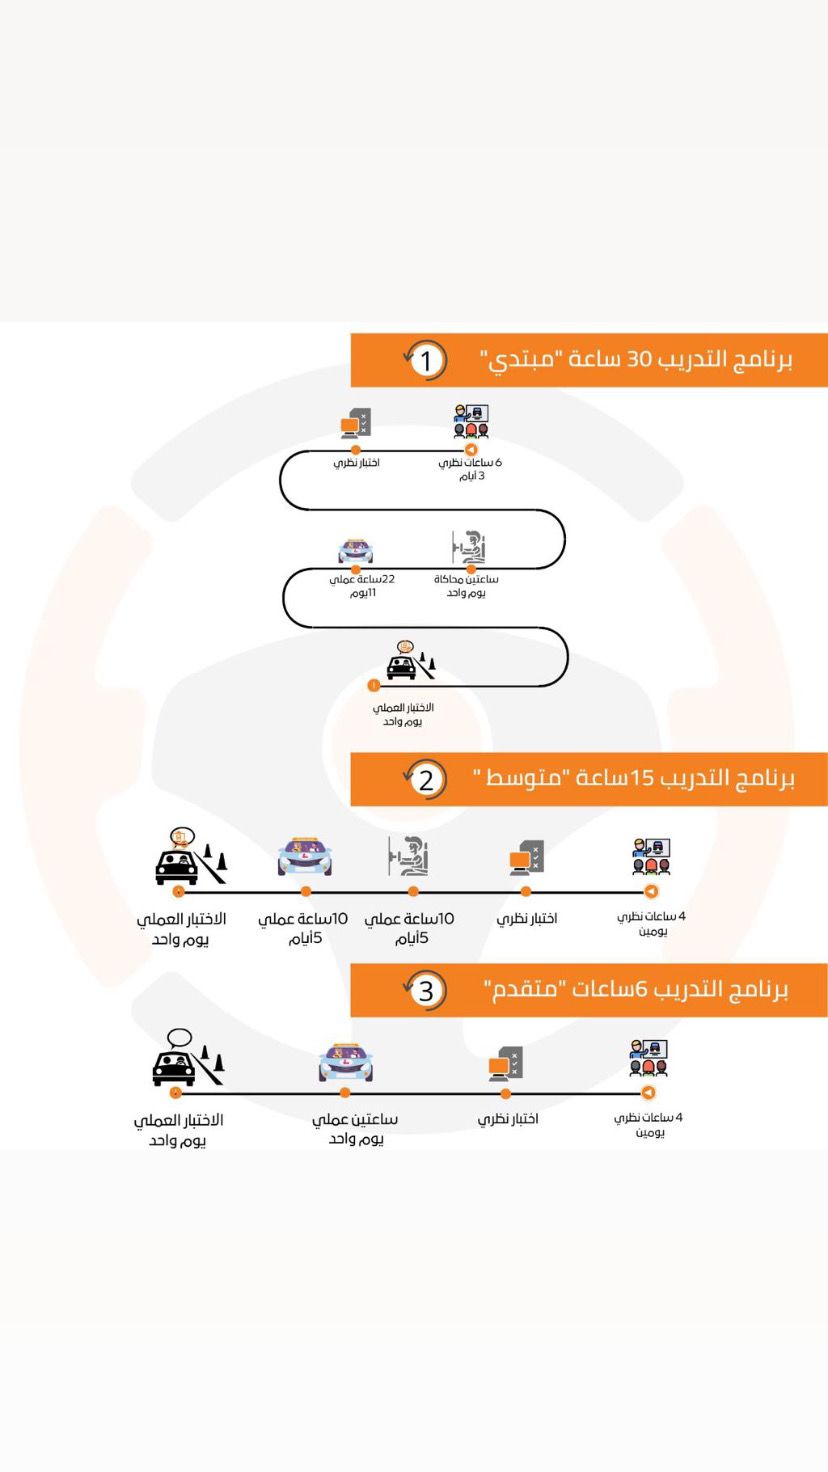 برنامج التدريب 30 ساعة "مبتدي"
1
6 ساعات نظري
3 أيام
اختبار نظري
ساعتين محاكاة
يوم واحد
22ساعة عملي
11يوم
الاختبار العملي
يوم واحد
برنامج التدريب 15ساعة "متوسط "
2
4 ساعات نظري
يومين
اختبار نظري
10ساعة عملي
5أيام
10ساعة عملي
5أيام
الاختبار العملي
يوم واحد
برنامج التدريب 6ساعات "متقدم"
3
4 ساعات نظري
يومين
اختبار نظري
ساعتين عملي
يوم واحد
الاختبار العملي
يوم واحد